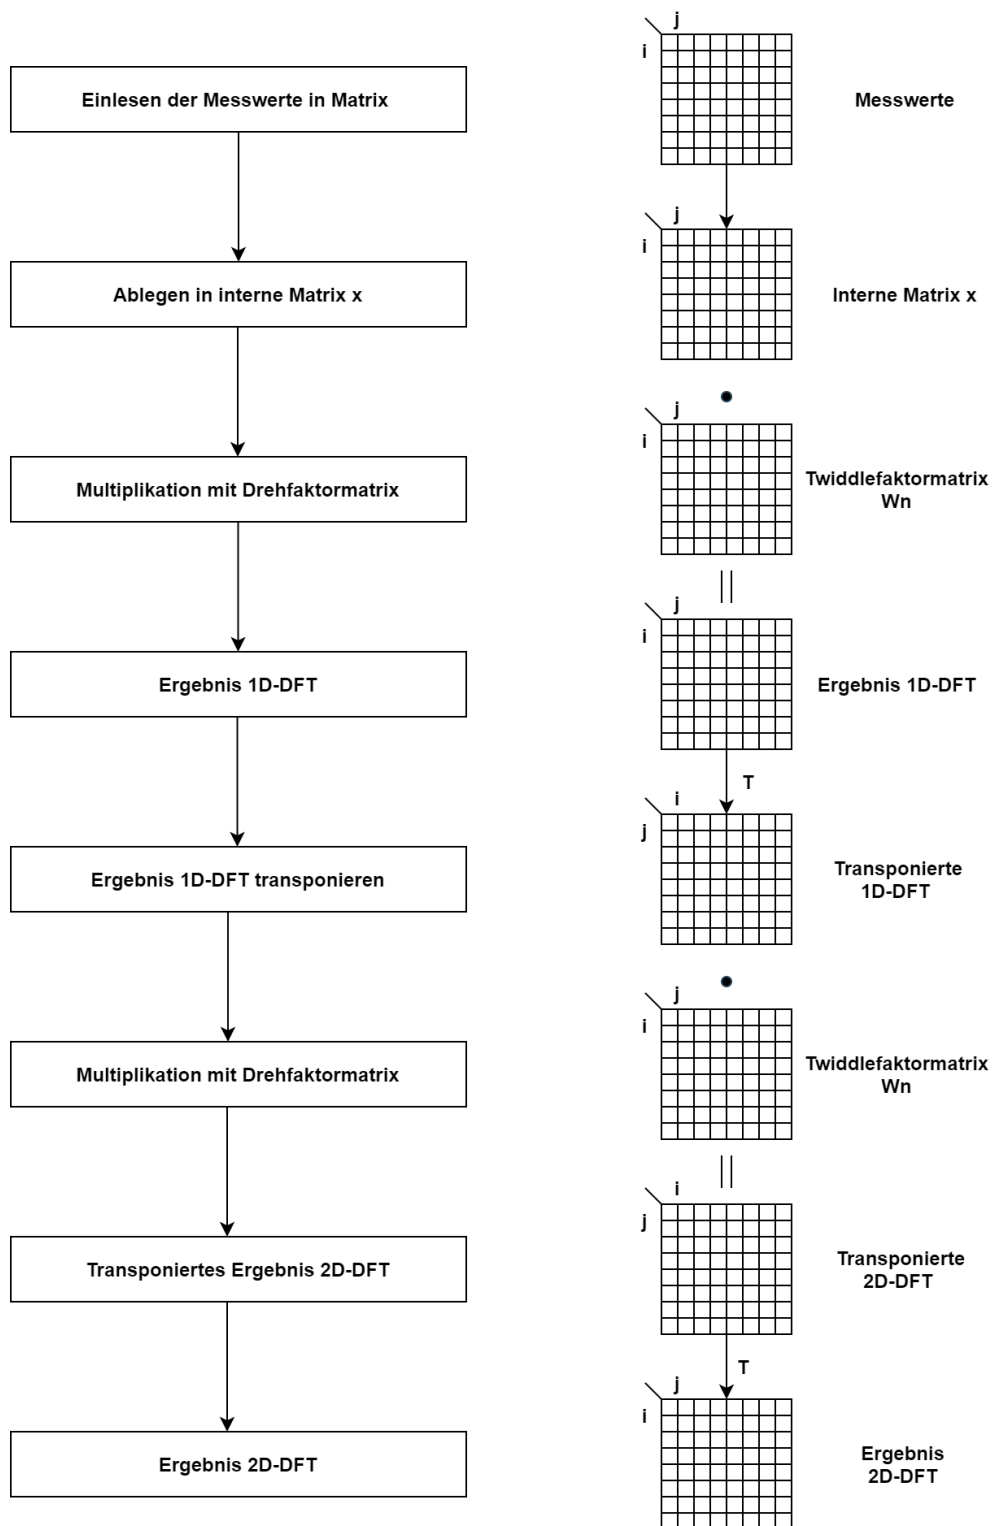 j
i
Einlesen der Messwerte in Matrix
Messwerte
j
i
Ablegen in interne Matrix x
Interne Matrix x
j
i
Multiplikation mit Drehfaktormatrix
Twiddlefaktormatrix
Wn
j
i
Ergebnis 1D-DFT
Ergebnis 1D-DFT
T
i
j
Ergebnis 1D-DFT transponieren
Transponierte
1D-DFT
j
i
Multiplikation mit Drehfaktormatrix
Twiddlefaktormatrix
Wn
i
j
Transponiertes Ergebnis 2D-DFT
Transponierte
2D-DFT
T
j
i
Ergebnis 2D-DFT
Ergebnis
2D-DFT